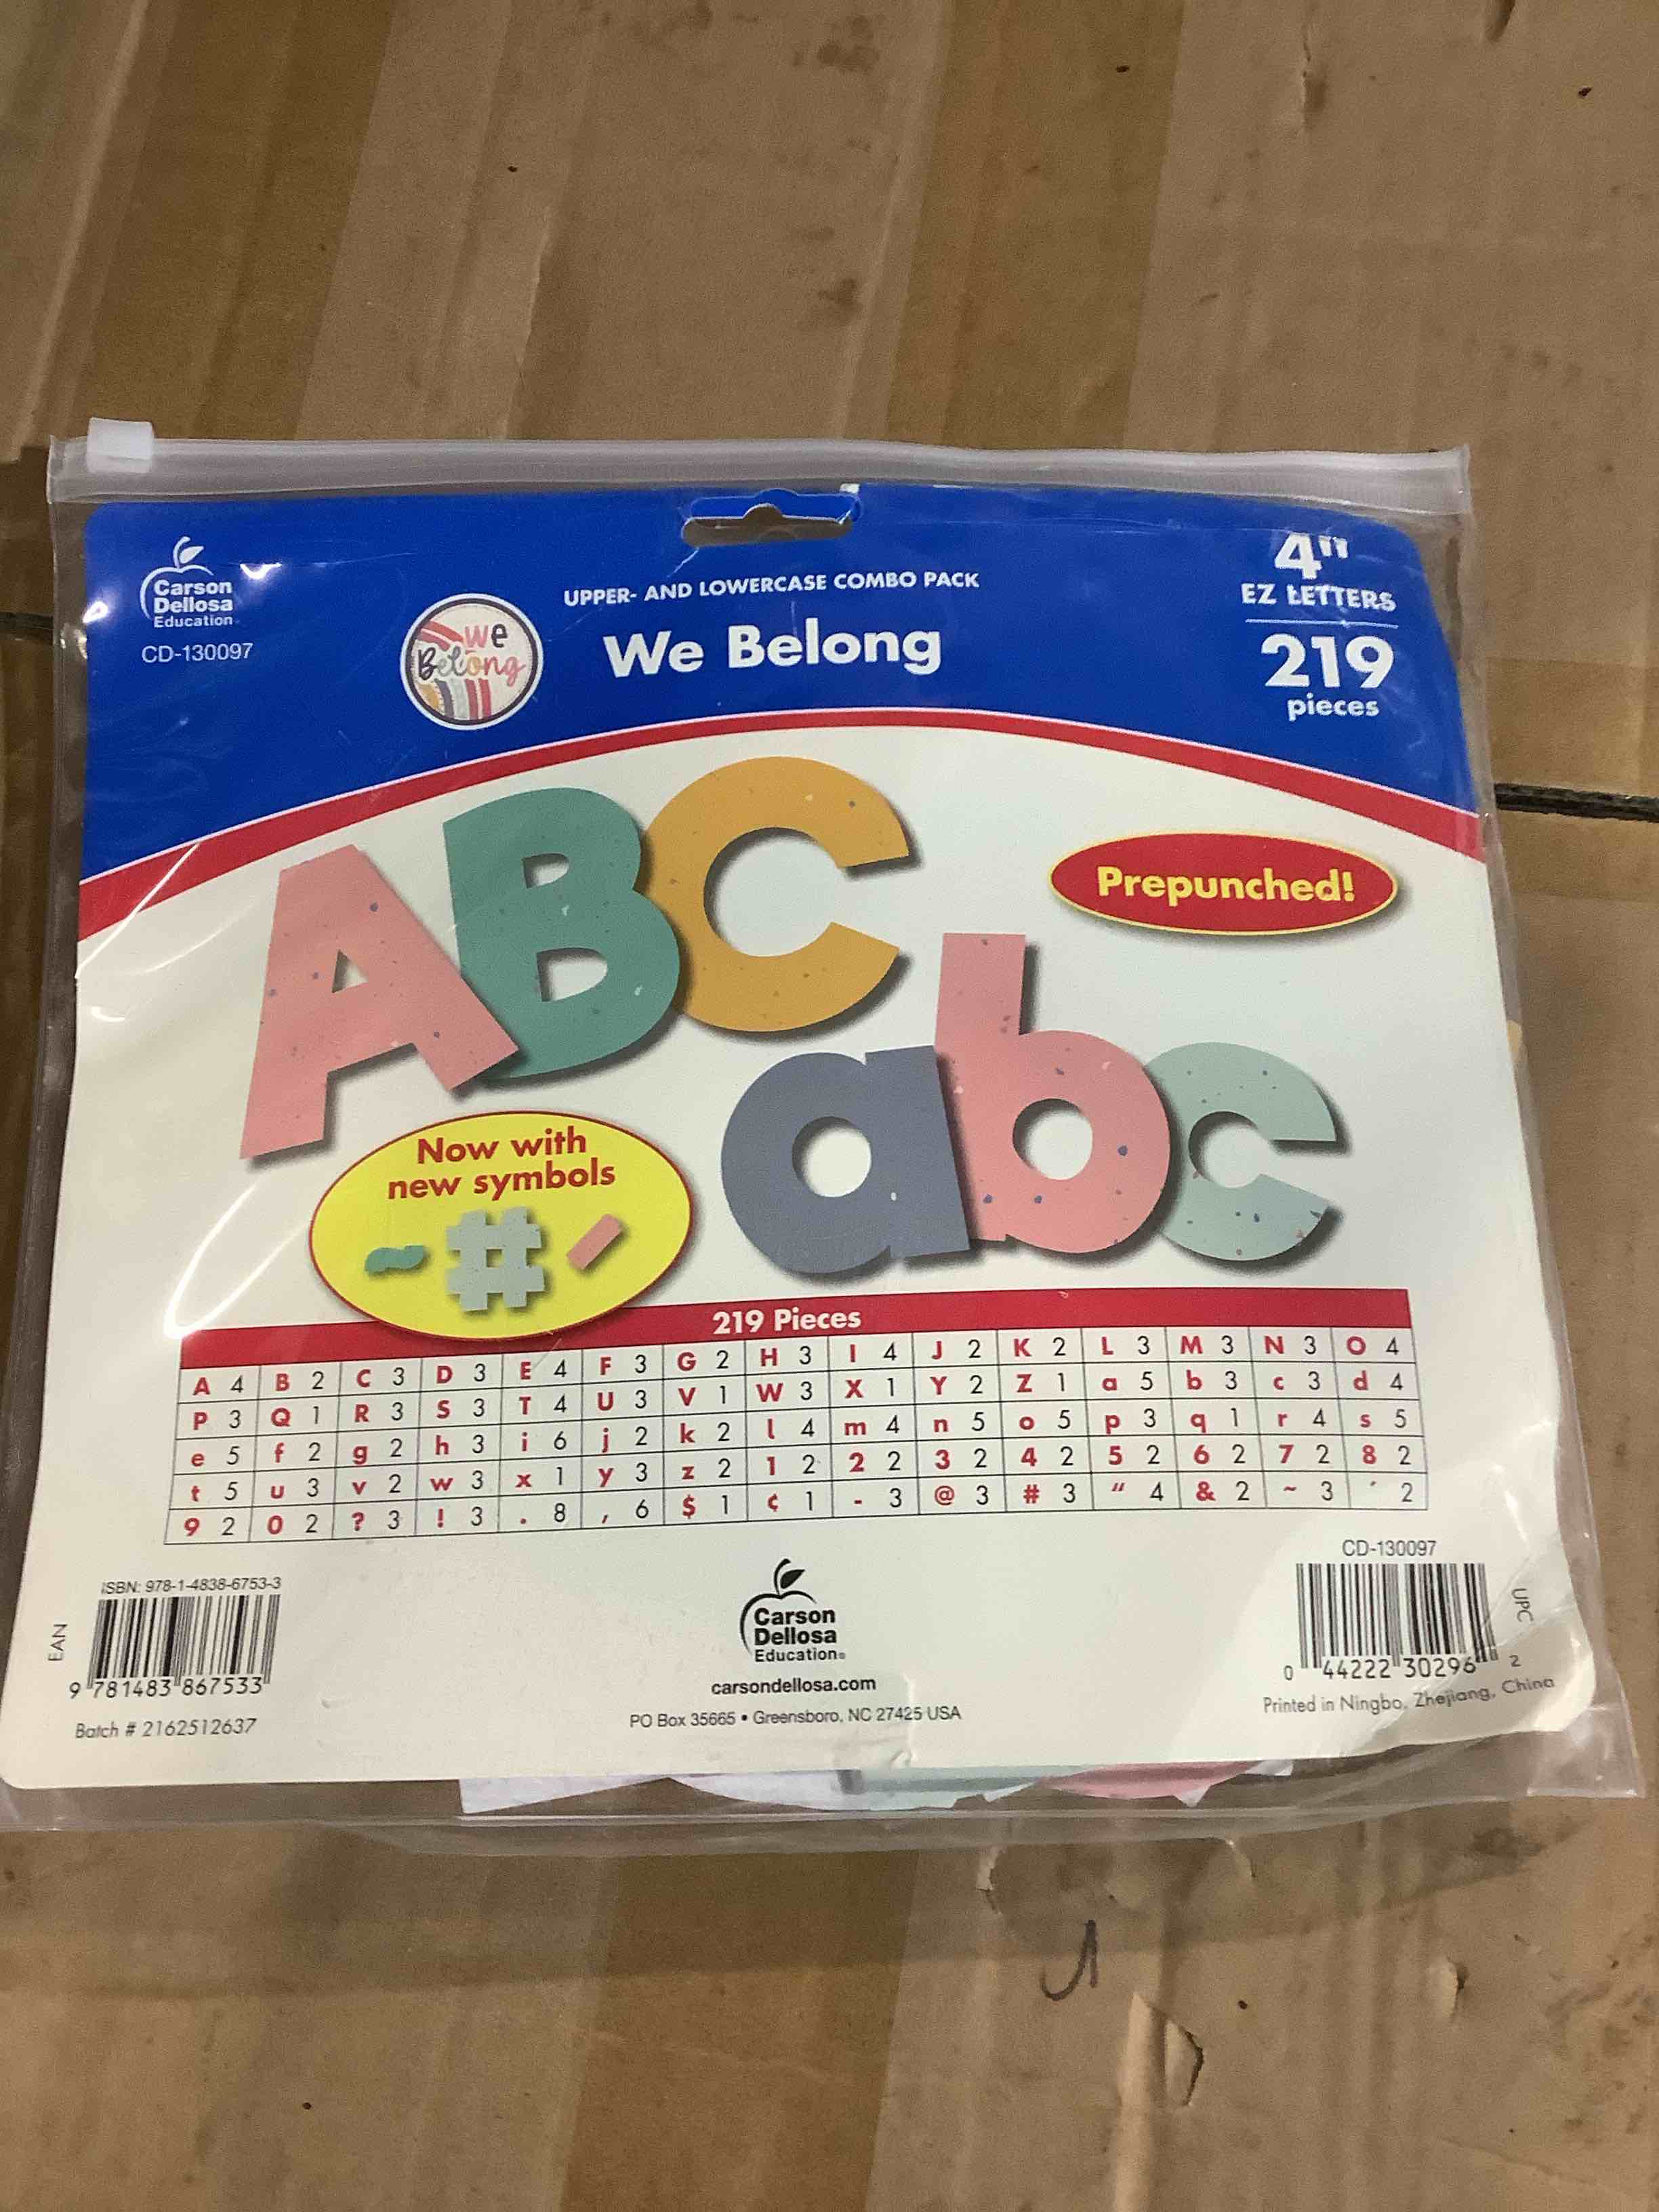 Carson
Dellosa
Education
CD-130097
we
Belong
UPPER- AND LOWERCASE COMBO PACK
We Belong
4"
EZ LETTERS
219
pieces
ABC
Prepunched!
abc
Now with
new symbols
~ # -
219 Pieces
A 4 B 2 C 3 D 3 E 4 F 3 G 2 H 3 I 4 J 2 K 2 L 3 M 3 N 3 O 4
P 3 Q 1 R 3 S 3 T 4 U 3 V 1 W 3 X 1 Y 2 Z 1 a 5 b 3 c 3 d 4
e 5 f 2 g 2 h 3 i 6 j 2 k 2 l 4 m 4 n 5 o 5 p 3 q 1 r 4 s 5
t 5 u 3 v 2 w 3 x 1 y 3 z 2 1 2 2 2 3 2 4 2 5 2 6 2 7 2 8 2
9 2 0 2 ? 3 ! 3 . 8 , 6 $ 1 ¢ 1 - 3 @ 3 # 3 " 4 & 2 ~ 3 ´ 2
ISBN: 978-1-4838-6753-3
EAN
9 781483 867533
Batch # 2162512637
Carson
Dellosa
Education®
carsondellosa.com
PO Box 35665 • Greensboro, NC 27425 USA
CD-130097
UPC
0 44222 30296 2
Printed in Ningbo, Zhejiang, China